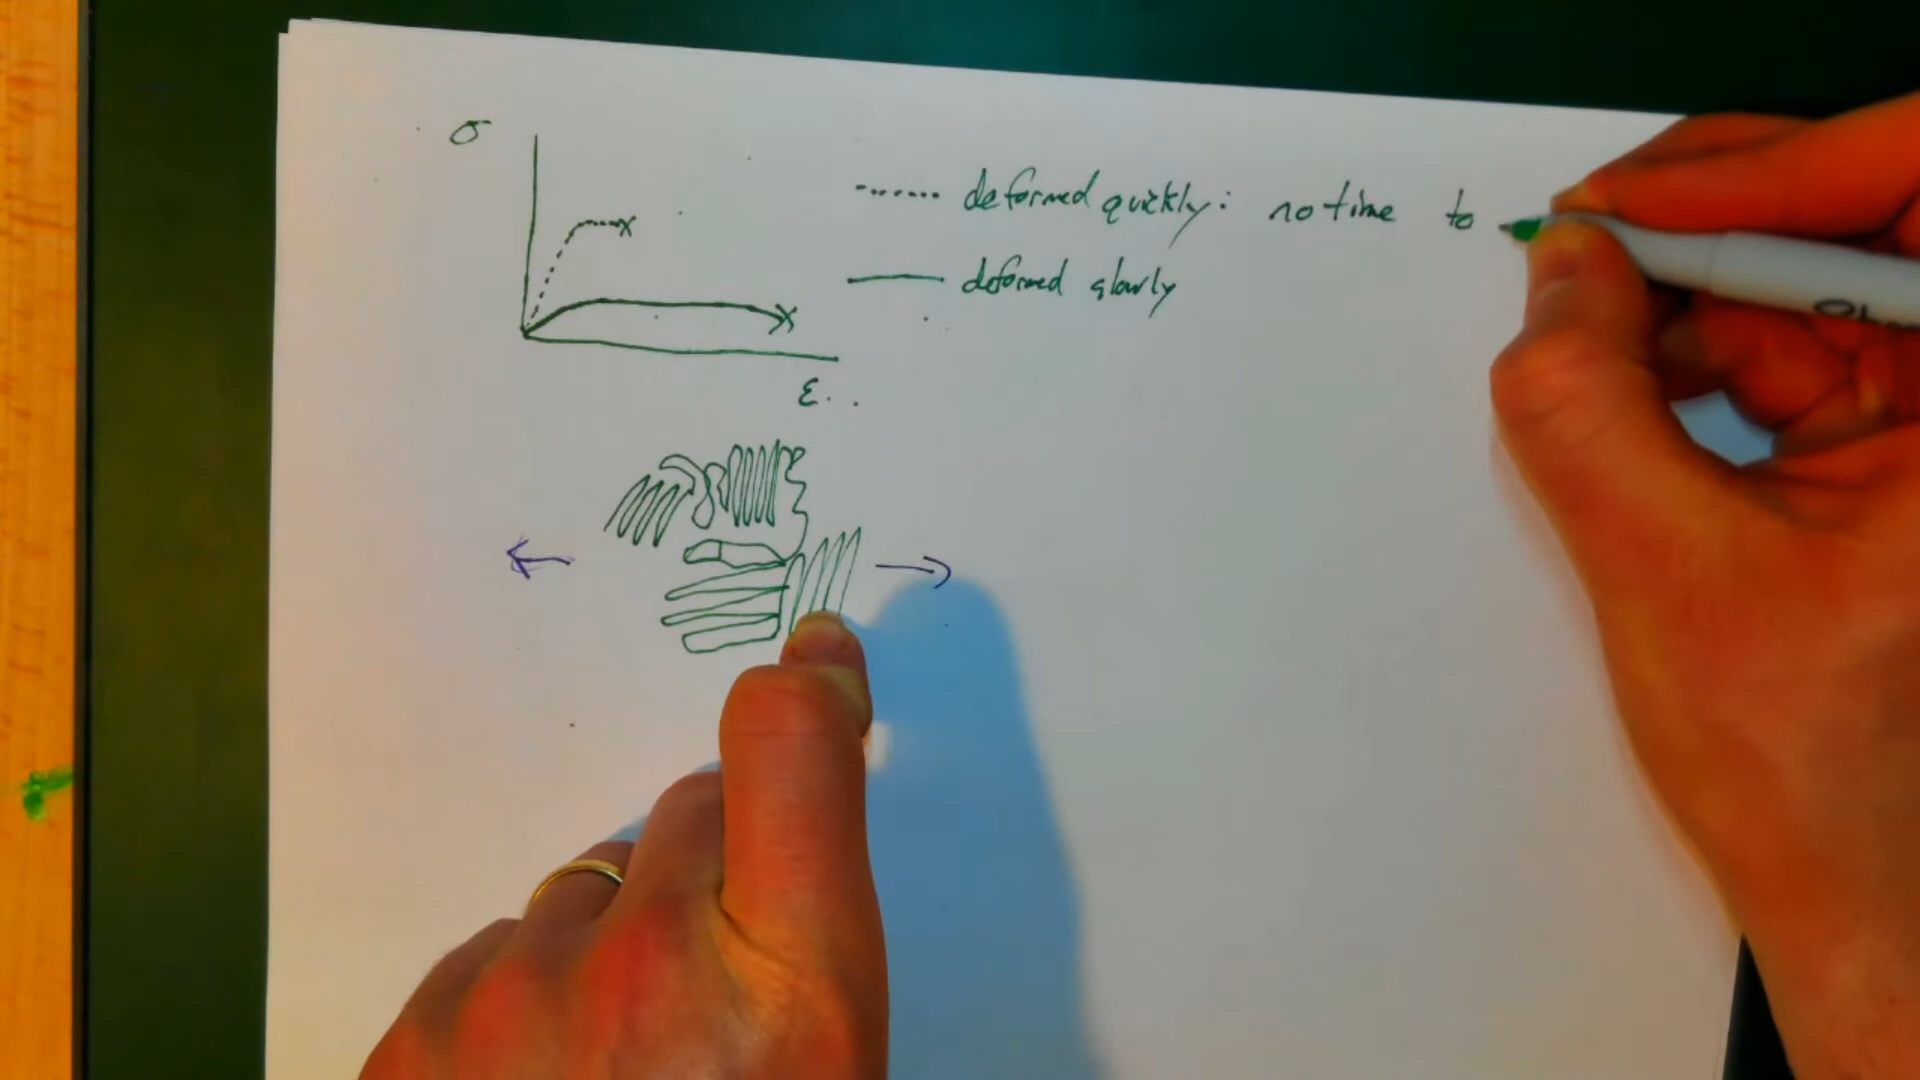 σ
deformed quickly: no time to
deformed slowly
ε